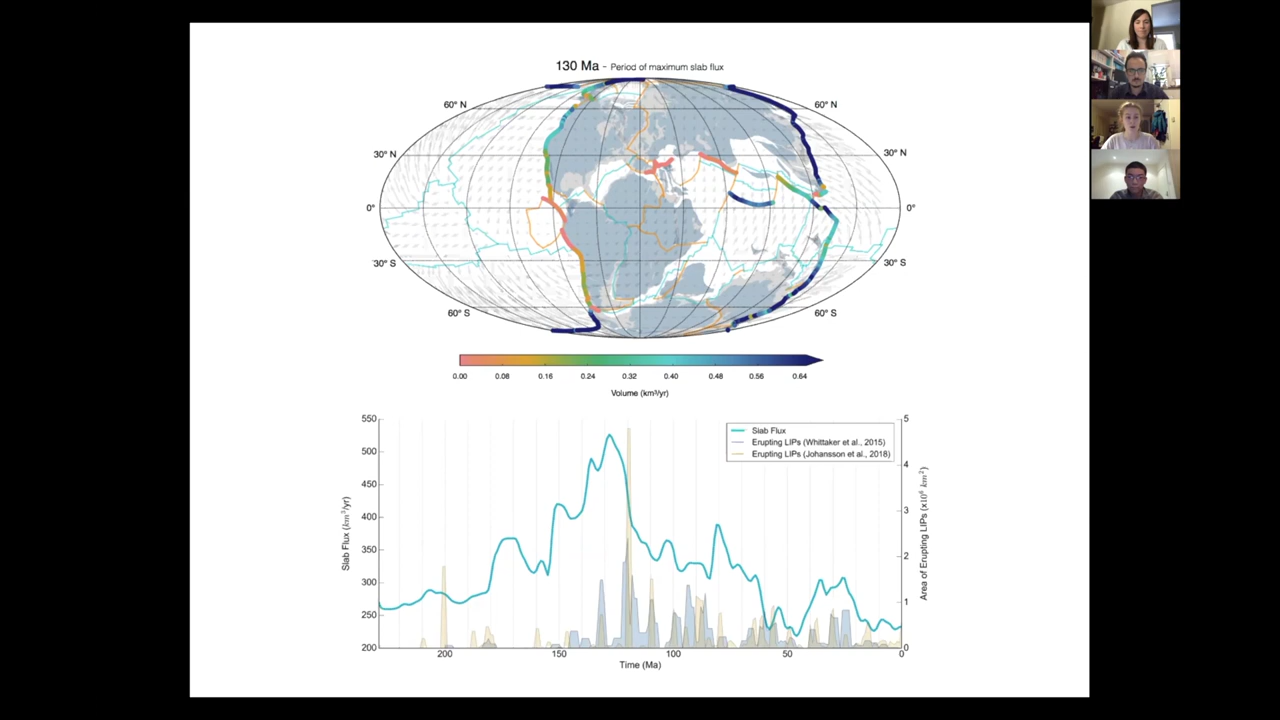 130 Ma - Period of maximum slab flux
60° N
60° N
30° N
30° N
0°
0°
30° S
30° S
60° S
60° S
0.00 0.08 0.16 0.24 0.32 0.40 0.48 0.56 0.64
Volume (km³/yr)
550
500
450
400
350
300
250
200
Slab Flux (km³/yr)
Slab Flux
Erupting LIPs (Whittaker et al., 2015)
Erupting LIPs (Johansson et al., 2018)
5
4
3
2
1
0
Area of Erupting LIPs (x10⁶ km²)
200 150 100 50 0
Time (Ma)